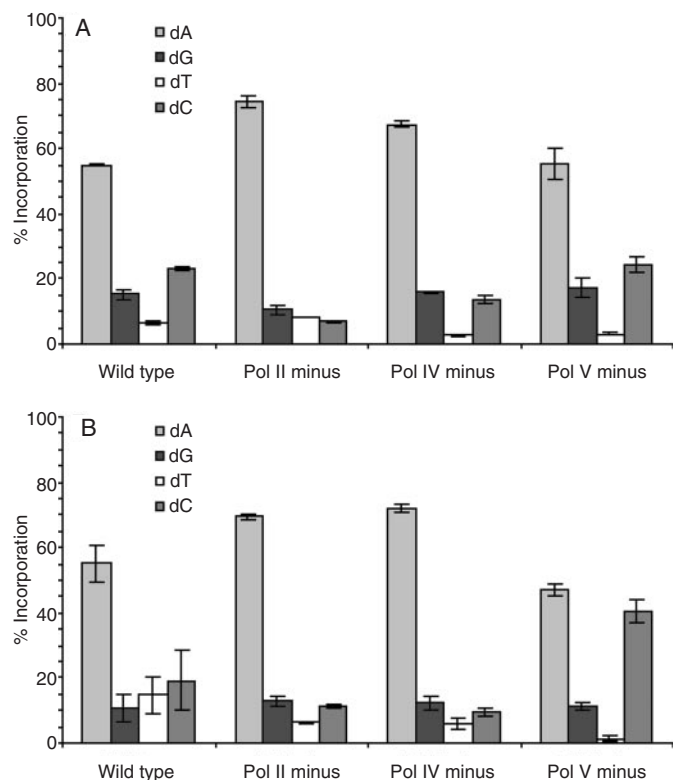 A
dA
dG
dT
dC
100
80
60
40
20
0
% Incorporation
Wild type Pol II minus Pol IV minus Pol V minus
B
dA
dG
dT
dC
100
80
60
40
20
0
% Incorporation
Wild type Pol II minus Pol IV minus Pol V minus